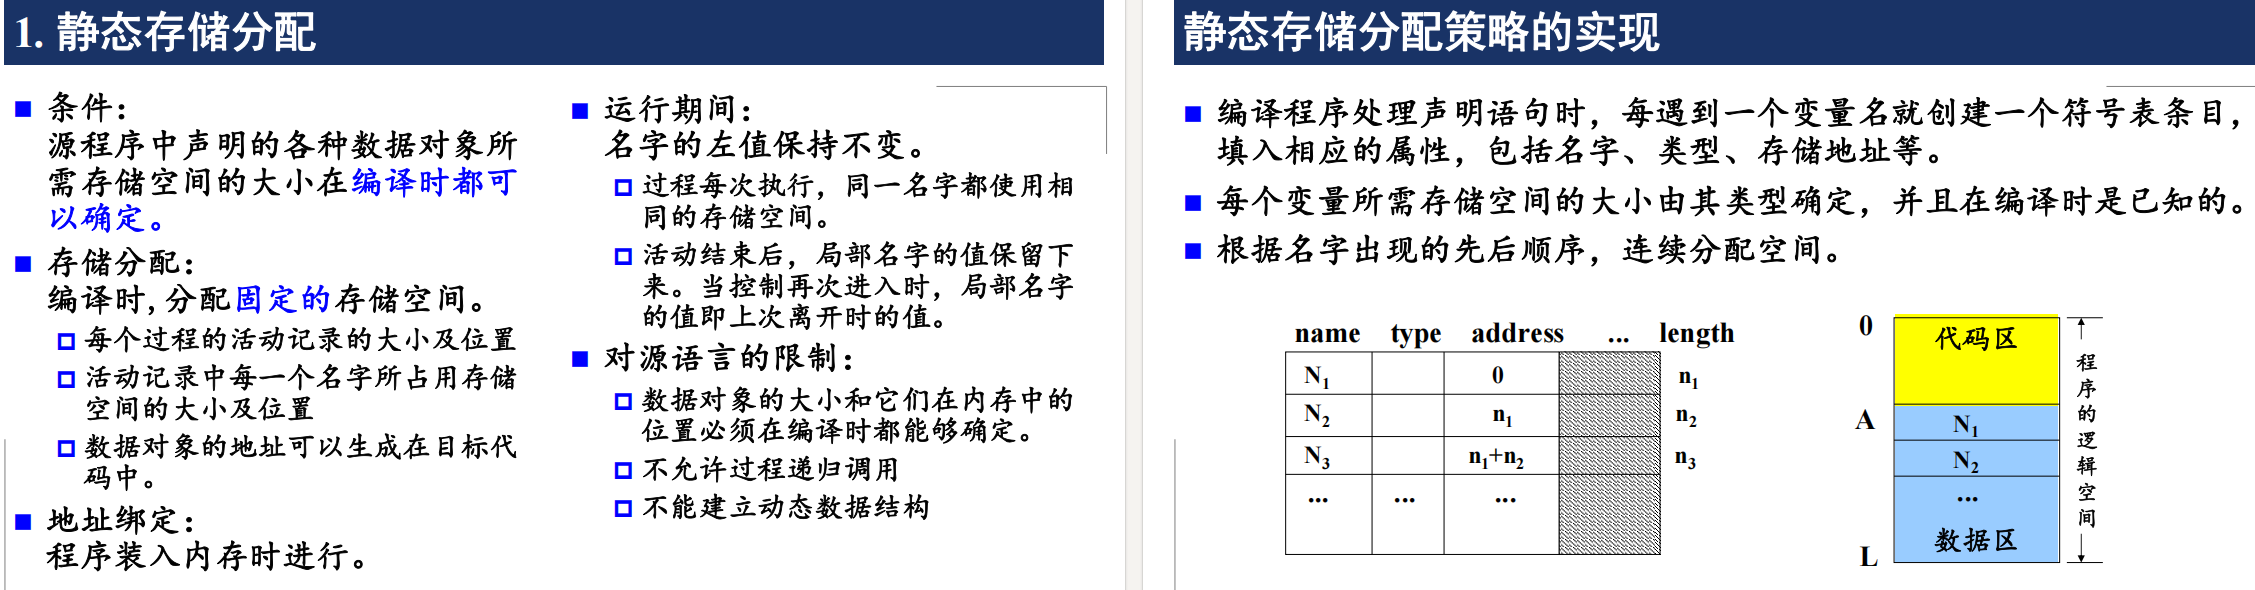 1. 静态存储分配
条件：
源程序中声明的各种数据对象所
需存储空间的大小在编译时都可
以确定。
存储分配：
编译时,分配固定的存储空间。
每个过程的活动记录的大小及位置
活动记录中每一个名字所占用存储
空间的大小及位置
数据对象的地址可以生成在目标代
码中。
地址绑定：
程序装入内存时进行。
运行期间：
名字的左值保持不变。
过程每次执行，同一名字都使用相
同的存储空间。
活动结束后，局部名字的值保留下
来。当控制再次进入时，局部名字
的值即上次离开时的值。
对源语言的限制：
数据对象的大小和它们在内存中的
位置必须在编译时都能够确定。
不允许过程递归调用
不能建立动态数据结构
静态存储分配策略的实现
编译程序处理声明语句时，每遇到一个变量名就创建一个符号表条目，
填入相应的属性，包括名字、类型、存储地址等。
每个变量所需存储空间的大小由其类型确定，并且在编译时是已知的。
根据名字出现的先后顺序，连续分配空间。
name type address ... length
N₁ 0 n₁
N₂ n₁ n₂
N₃ n₁+n₂ n₃
... ... ...
0
代码区
A
N₁
N₂
...
数据区
L
程序的逻辑空间